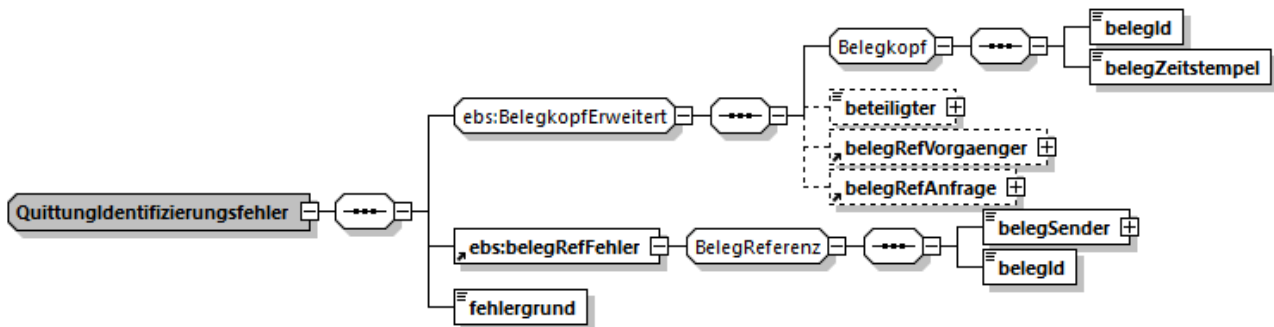 belegId
Belegkopf
belegZeitstempel
ebs:BelegkopfErweitert
beteiligter
belegRefVorgaenger
belegRefAnfrage
QuittungIdentifizierungsfehler
belegSender
ebs:belegRefFehler
BelegReferenz
belegId
fehlergrund